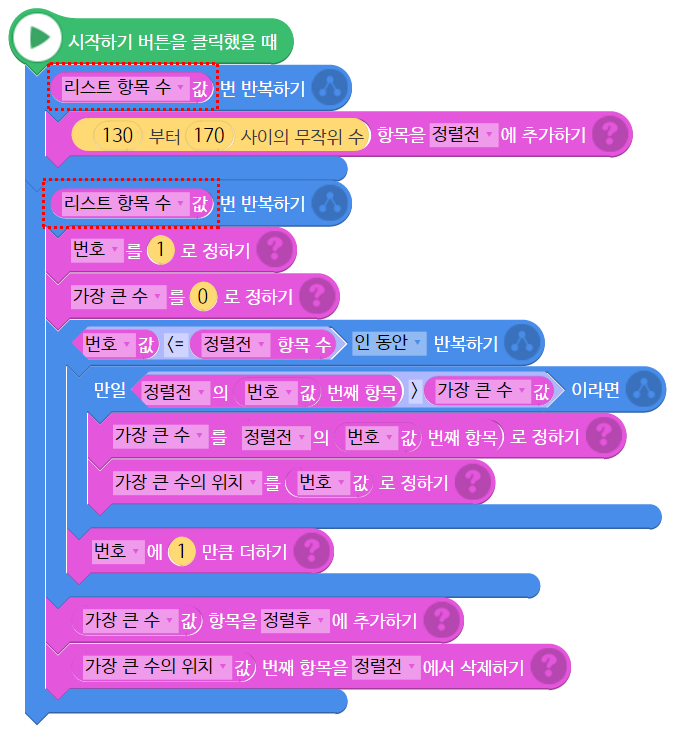 시작하기 버튼을 클릭했을 때
리스트 항목 수 값 번 반복하기
130 부터 170 사이의 무작위 수 항목을 정렬전 에 추가하기
리스트 항목 수 값 번 반복하기
번호 를 1 로 정하기
가장 큰 수 를 0 로 정하기
번호 값 <= 정렬전 항목 수 인 동안 반복하기
만일 정렬전 의 번호 값 번째 항목 > 가장 큰 수 값 이라면
가장 큰 수 를 정렬전 의 번호 값 번째 항목 로 정하기
가장 큰 수의 위치 를 번호 값 로 정하기
번호 에 1 만큼 더하기
가장 큰 수 값 항목을 정렬후 에 추가하기
가장 큰 수의 위치 값 번째 항목을 정렬전 에서 삭제하기